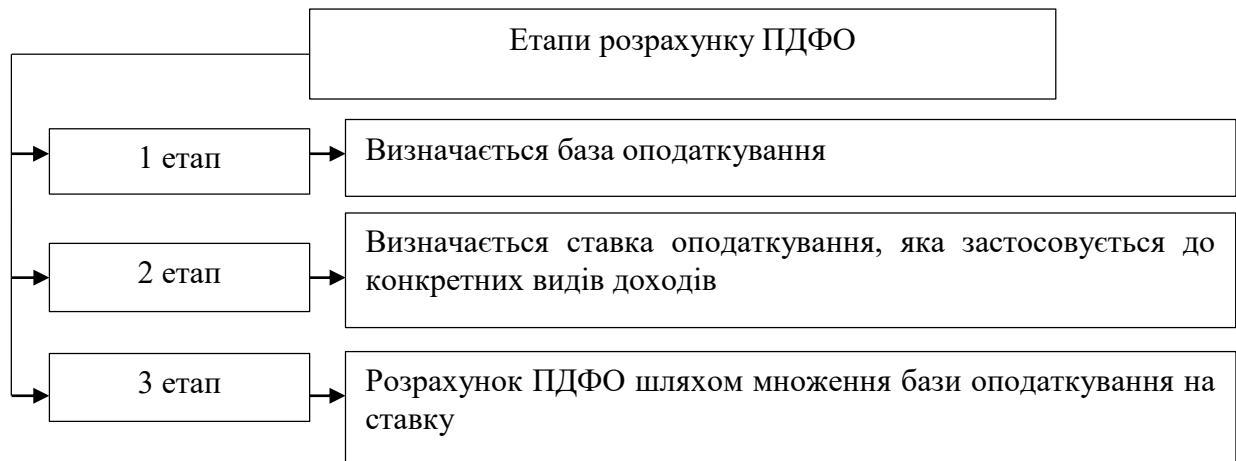 Етапи розрахунку ПДФО
1 етап
Визначається база оподаткування
2 етап
Визначається ставка оподаткування, яка застосовується до
конкретних видів доходів
3 етап
Розрахунок ПДФО шляхом множення бази оподаткування на
ставку